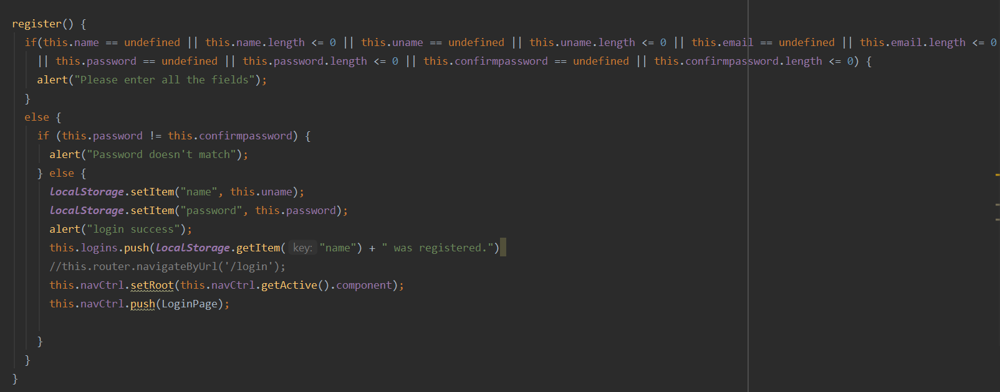 register() {
if(this.name == undefined || this.name.length <= 0 || this.uname == undefined || this.uname.length <= 0 || this.email == undefined || this.email.length <= 0
|| this.password == undefined || this.password.length <= 0 || this.confirmpassword == undefined || this.confirmpassword.length <= 0) {
alert("Please enter all the fields");
}
else {
if (this.password != this.confirmpassword) {
alert("Password doesn't match");
} else {
localStorage.setItem("name", this.uname);
localStorage.setItem("password", this.password);
alert("login success");
this.logins.push(localStorage.getItem( key: "name") + " was registered.")
//this.router.navigateByUrl('/login');
this.navCtrl.setRoot(this.navCtrl.getActive().component);
this.navCtrl.push(LoginPage);
}
}
}